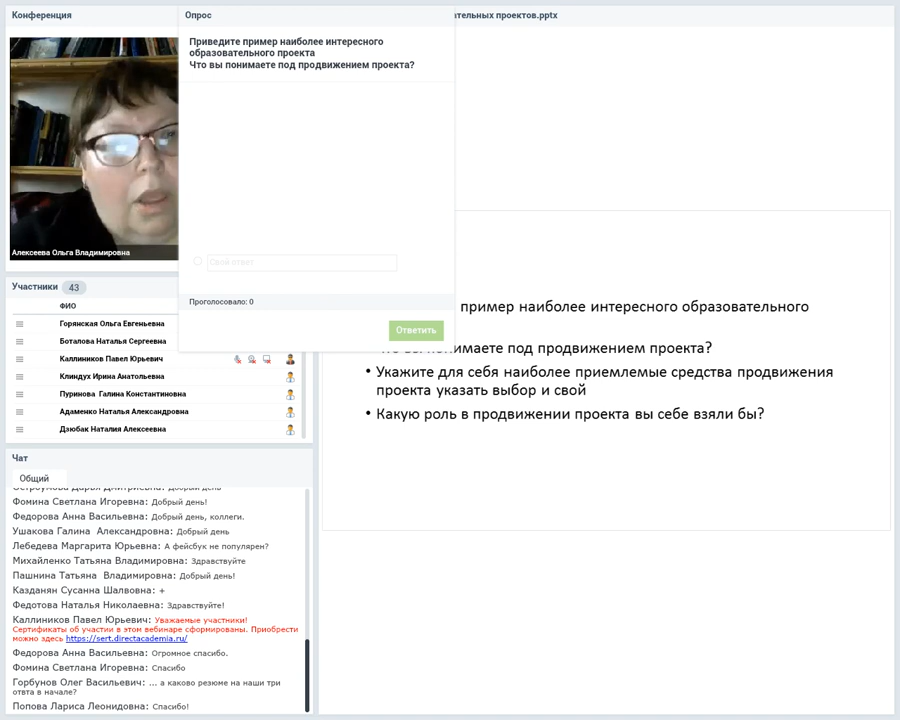 Конференция
Алексеева Ольга Владимировна
Опрос
Приведите пример наиболее интересного
образовательного проекта
Что вы понимаете под продвижением проекта?
Свой ответ
Проголосовало: 0
Ответить
проектов.pptx
пример наиболее интересного образовательного
понимаете под продвижением проекта?
• Укажите для себя наиболее приемлемые средства продвижения
проекта указать выбор и свой
• Какую роль в продвижении проекта вы себе взяли бы?
Участники 43
ФИО
Горянская Ольга Евгеньевна
Боталова Наталья Сергеевна
Каллиников Павел Юрьевич
Клиндух Ирина Анатольевна
Пуринова Галина Константиновна
Адаменко Наталья Александровна
Дзюбак Наталия Алексеевна
Чат
Общий
Остроумова Дарья Дмитриевна: Добрый день
Фомина Светлана Игоревна: Добрый день!
Федорова Анна Васильевна: Добрый день, коллеги.
Ушакова Галина Александровна: Добрый день
Лебедева Маргарита Юрьевна: А фейсбук не популярен?
Михайленко Татьяна Владимировна: Здравствуйте
Пашнина Татьяна Владимировна: Добрый день!
Казданян Сусанна Шалвовна: +
Федотова Наталья Николаевна: Здравствуйте!
Каллиников Павел Юрьевич: Уважаемые участники!
Сертификаты об участии в этом вебинаре сформированы. Приобрести
можно здесь https://sert.directacademia.ru/
Федорова Анна Васильевна: Огромное спасибо.
Фомина Светлана Игоревна: Спасибо
Горбунов Олег Васильевич: ... а каково резюме на наши три
отвта в начале?
Попова Лариса Леонидовна: Спасибо!